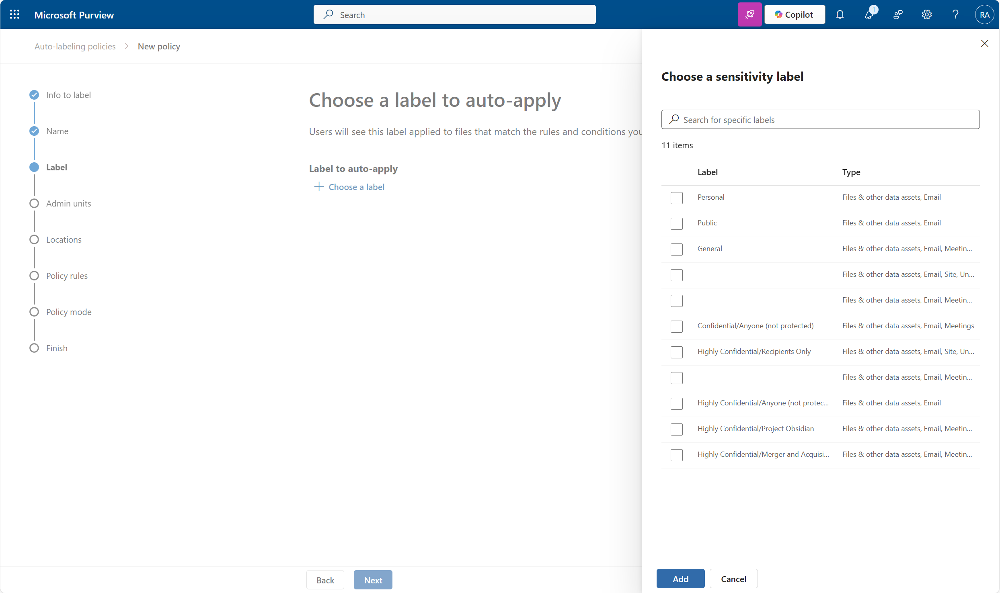 Microsoft Purview
Search
Copilot
1
RA
Auto-labeling policies > New policy
Info to label
Name
Label
Admin units
Locations
Policy rules
Policy mode
Finish
Choose a label to auto-apply
Users will see this label applied to files that match the rules and conditions you
Label to auto-apply
+ Choose a label
Back
Next
Choose a sensitivity label
Search for specific labels
11 items
Label Type
Personal Files & other data assets, Email
Public Files & other data assets, Email
General Files & other data assets, Email, Meetin...
Files & other data assets, Email, Site, Un...
Files & other data assets, Email, Meetin...
Confidential/Anyone (not protected) Files & other data assets, Email, Meetings
Highly Confidential/Recipients Only Files & other data assets, Email, Site, Un...
Files & other data assets, Email, Meetin...
Highly Confidential/Anyone (not protec... Files & other data assets, Email
Highly Confidential/Project Obsidian Files & other data assets, Email, Meetin...
Highly Confidential/Merger and Acquisi... Files & other data assets, Email, Meetin...
Add
Cancel